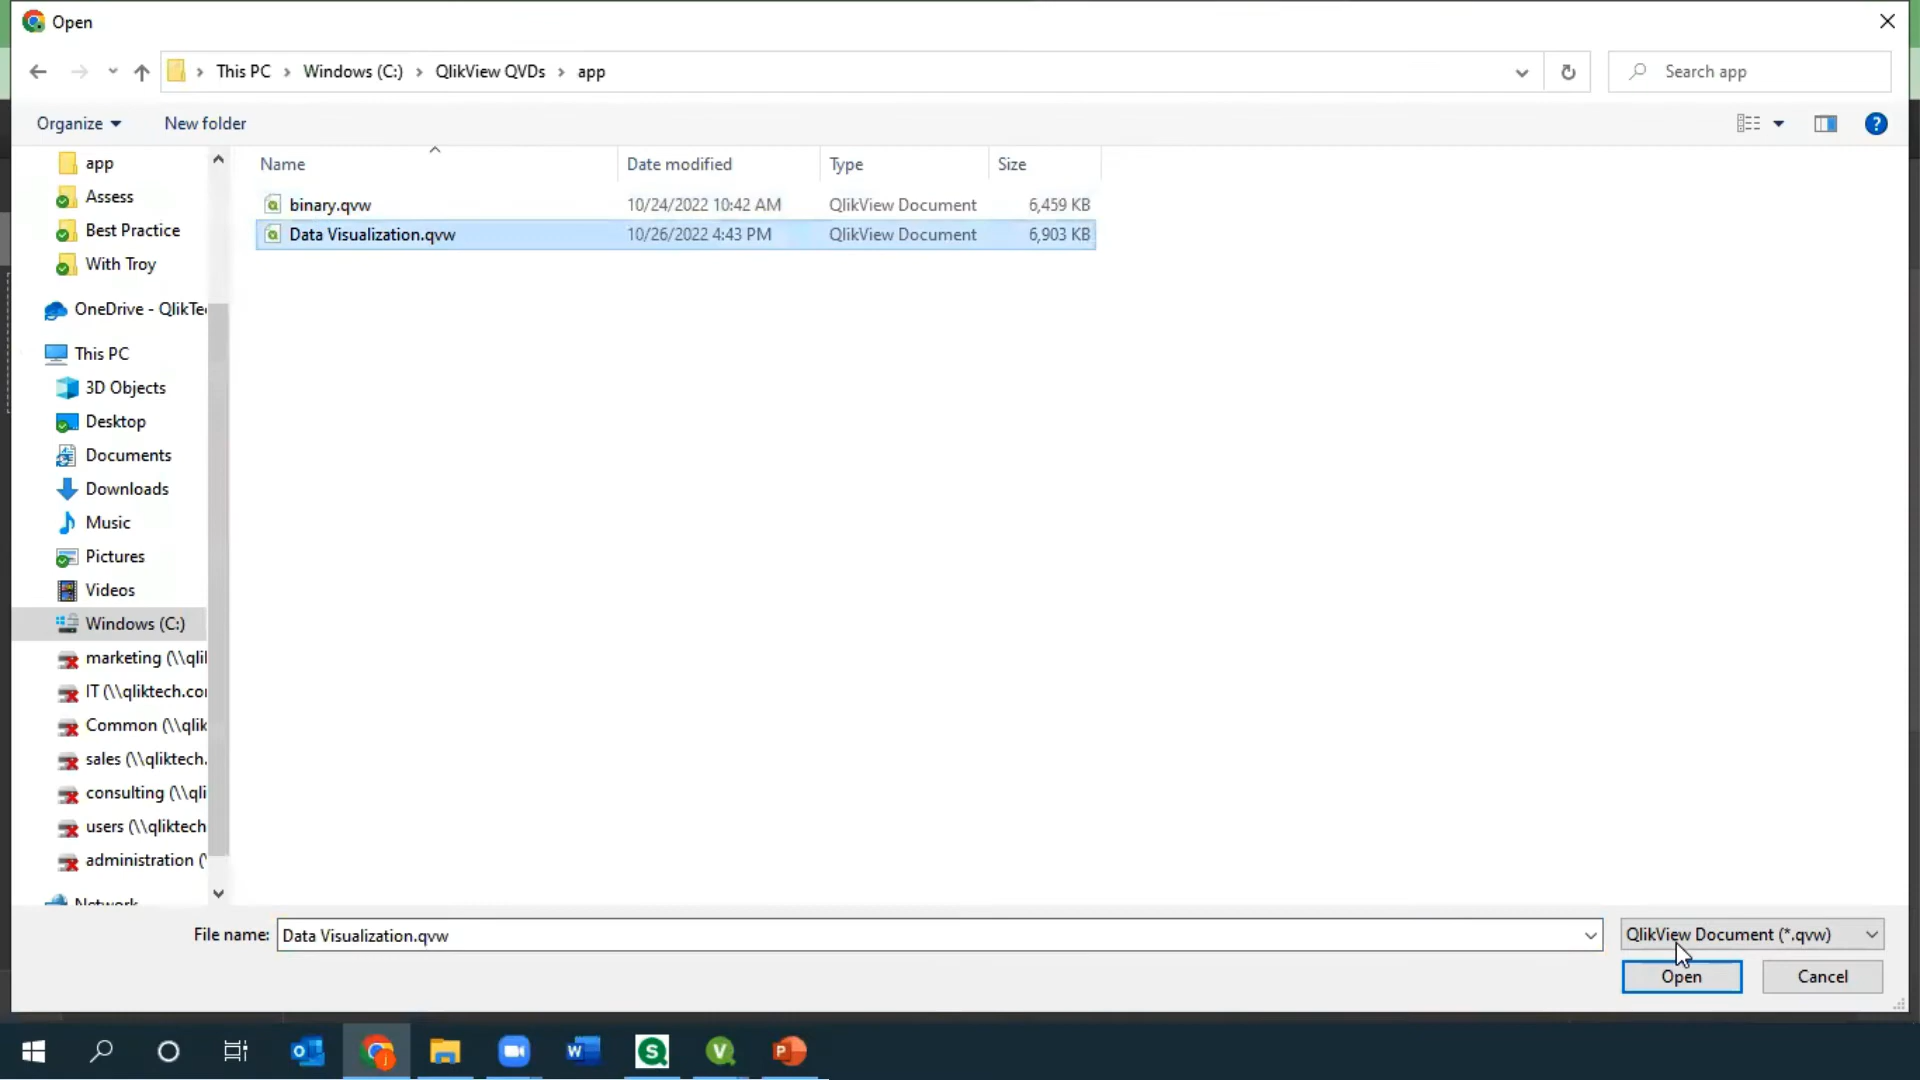 Open
This PC > Windows (C:) > QlikView QVDs > app
Search app
Organize
New folder
Name
Date modified
Type
Size
app
Assess
Best Practice
With Troy
OneDrive - QlikTe
This PC
3D Objects
Desktop
Documents
Downloads
Music
Pictures
Videos
Windows (C:)
marketing (\\qli
IT (\\qliktech.co
Common (\\qlik
sales (\\qliktech.
consulting (\\qli
users (\\qliktech
administration (
Network
binary.qvw 10/24/2022 10:42 AM QlikView Document 6,459 KB
Data Visualization.qvw 10/26/2022 4:43 PM QlikView Document 6,903 KB
File name: Data Visualization.qvw
QlikView Document (*.qvw)
Open
Cancel